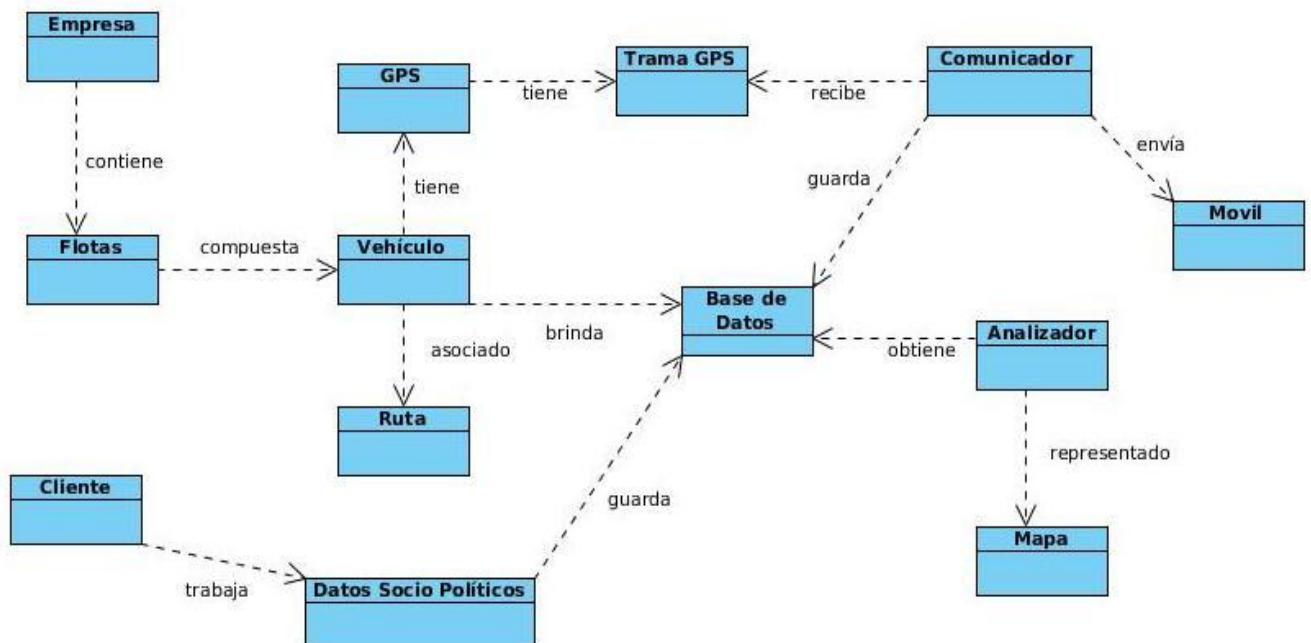 Empresa
GPS
Trama GPS
Comunicador
tiene
recibe
contiene
envía
tiene
guarda
Movil
Flotas
compuesta
Vehículo
Base de
Datos
brinda
asociado
obtiene
Analizador
Ruta
representado
Cliente
guarda
Mapa
trabaja
Datos Socio Políticos